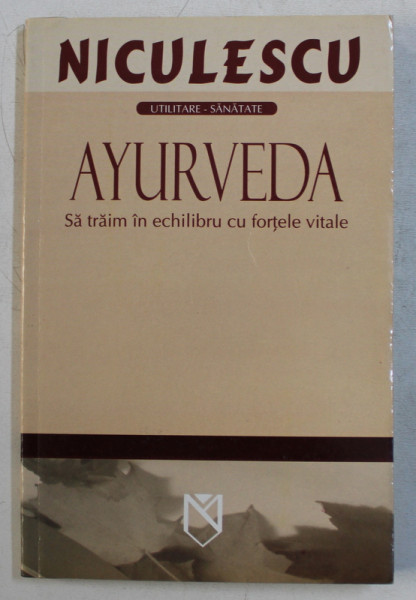 NICULESCU
UTILITARE - SĂNĂTATE
AYURVEDA
Să trăim în echilibru cu forțele vitale